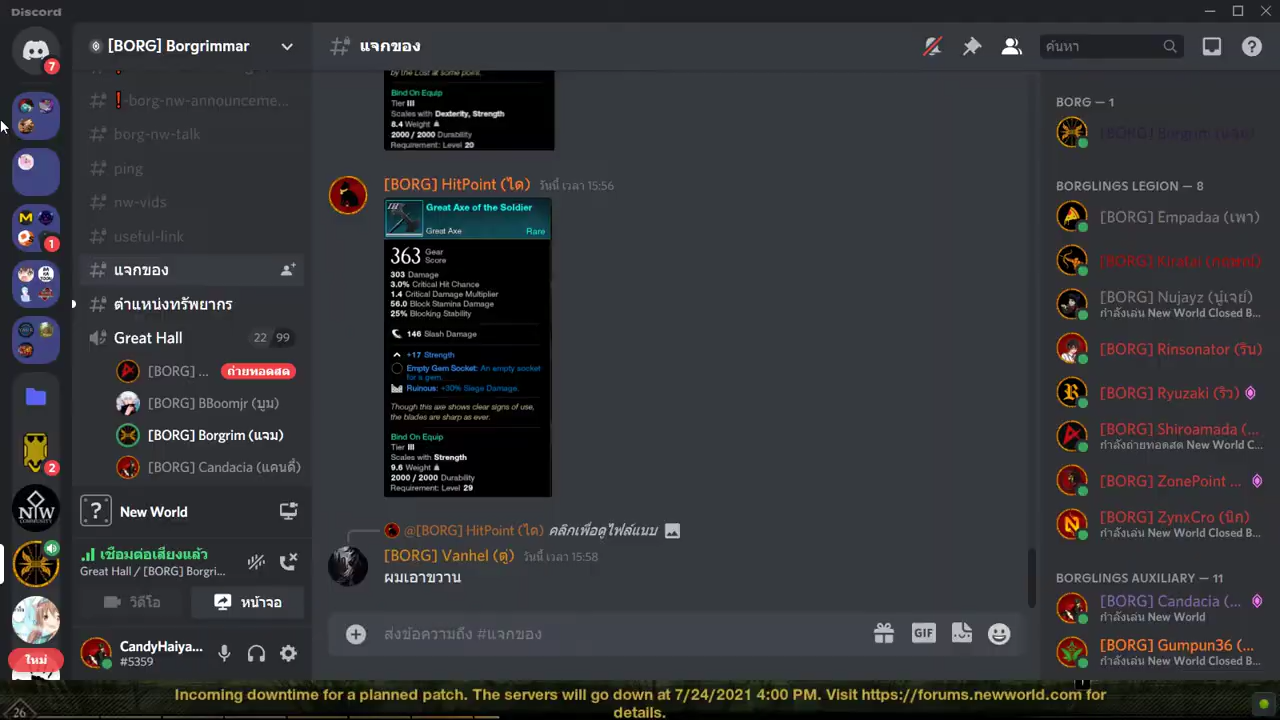 Discord
[BORG] Borgrimmar
แจกของ
ค้นหา
7
1
2
ใหม่
26
-borg-nw-announceme...
borg-nw-talk
ping
nw-vids
useful-link
แจกของ
ตำแหน่งทรัพยากร
Great Hall 22 99
[BORG] ... ถ่ายทอดสด
[BORG] BBoomjr (บูม)
[BORG] Borgrim (แจม)
[BORG] Candacia (แคนดี้)
New World
เชื่อมต่อเสียงแล้ว
Great Hall / [BORG] Borgri...
วิดีโอ หน้าจอ
CandyHaiya...
#5359
by the Lost at some point.
Bind On Equip
Tier III
Scales with Dexterity, Strength
8.4 Weight
2000 / 2000 Durability
Requirement: Level 20
[BORG] HitPoint (ได) วันนี้ เวลา 15:56
Great Axe of the Soldier
Great Axe Rare
363 Gear Score
303 Damage
3.0% Critical Hit Chance
1.4 Critical Damage Multiplier
56.0 Block Stamina Damage
25% Blocking Stability
146 Slash Damage
+17 Strength
Empty Gem Socket: An empty socket
for a gem.
Ruinous: +30% Siege Damage.
Though this axe shows clear signs of use,
the blades are sharp as ever.
Bind On Equip
Tier III
Scales with Strength
9.6 Weight
2000 / 2000 Durability
Requirement: Level 29
@[BORG] HitPoint (ได) คลิกเพื่อดูไฟล์แนบ
[BORG] Vanhel (ตู่) วันนี้ เวลา 15:58
ผมเอาขวาน
ส่งข้อความถึง #แจกของ
GIF
BORG — 1
[BORG] Borgrim (แจม)
BORGLINGS LEGION — 8
[BORG] Empadaa (เพา)
[BORG] Kiratai
[BORG] Nujayz (นู๋เจย์)
กำลังเล่น New World Closed B...
[BORG] Rinsonator (ริน)
[BORG] Ryuzaki (ริว)
[BORG] Shiroamada (...
กำลังถ่ายทอดสด New World C...
[BORG] ZonePoint ...
[BORG] ZynxCro (นิก)
กำลังเล่น New World Closed B...
BORGLINGS AUXILIARY — 11
[BORG] Candacia (...
กำลังเล่น New World Closed B...
[BORG] Gumpun36 (...
กำลังเล่น New World Closed B...
Incoming downtime for a planned patch. The servers will go down at 7/24/2021 4:00 PM. Visit https://forums.newworld.com for
details.